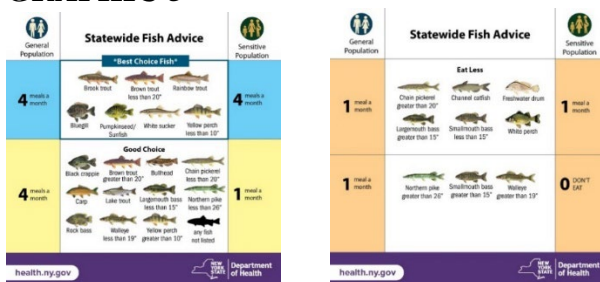 General
Population
Statewide Fish Advice
Sensitive
Population
*Best Choice Fish*
4 meals a
month
Brook trout
Brown trout
less than 20"
Rainbow trout
4 meals a
month
Bluegill
Pumpkinseed/
Sunfish
White sucker
Yellow perch
less than 10"
Good Choice
4 meals a
month
Black crappie
Brown trout
greater than 20"
Bullhead
Chain pickerel
less than 20"
1 meal a
month
Carp
Lake trout
Largemouth bass
less than 15"
Northern pike
less than 26"
Rock bass
Walleye
less than 19"
Yellow perch
greater than 10"
any fish
not listed
health.ny.gov
NEW
YORK
STATE
Department
of Health
General
Population
Statewide Fish Advice
Sensitive
Population
Eat Less
1 meal a
month
Chain pickerel
greater than 20"
Channel catfish
Freshwater drum
1 meal a
month
Largemouth bass
greater than 15"
Smallmouth bass
less than 15"
White perch
1 meal a
month
Northern pike
greater than 26"
Smallmouth bass
greater than 15"
Walleye
greater than 19"
0 DON'T
EAT
health.ny.gov
NEW
YORK
STATE
Department
of Health